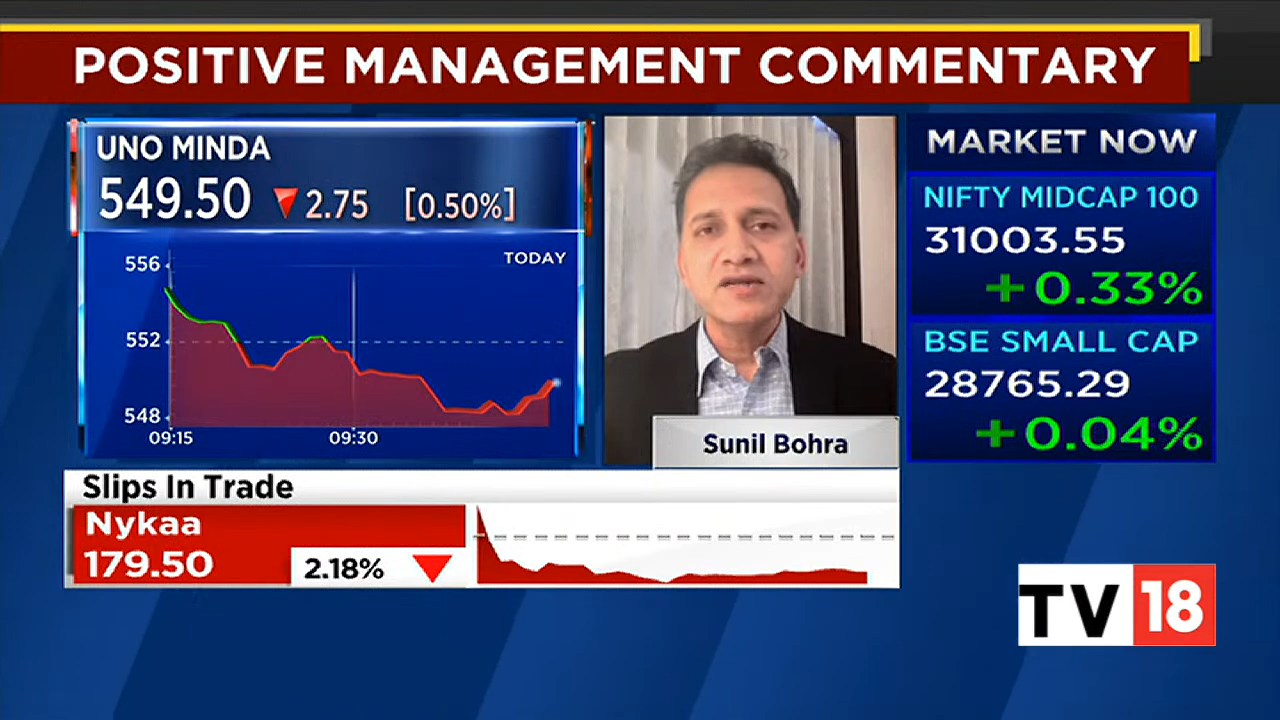 POSITIVE MANAGEMENT COMMENTARY
UNO MINDA
549.50 ▼ 2.75 [0.50%]
TODAY
556
552
548
09:15 09:30
Sunil Bohra
MARKET NOW
NIFTY MIDCAP 100
31003.55
+0.33%
BSE SMALL CAP
28765.29
+0.04%
Slips In Trade
Nykaa
179.50 2.18% ▼
TV18